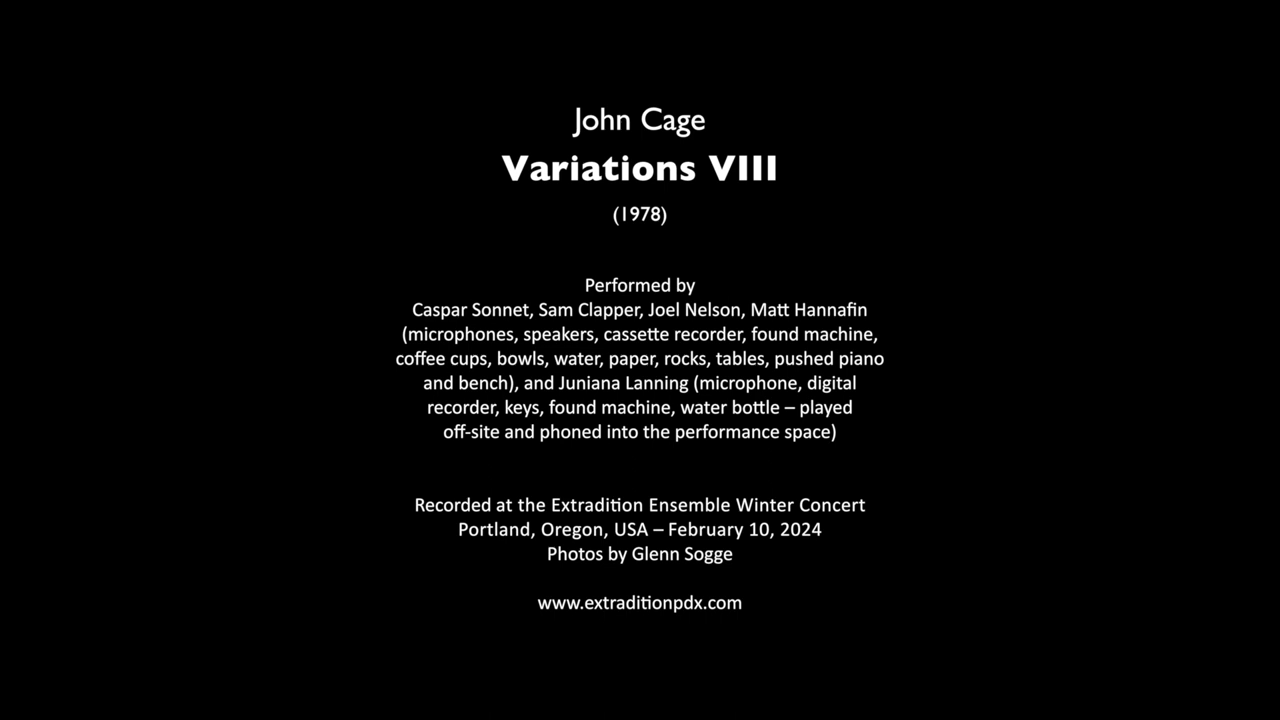 John Cage
Variations VIII
(1978)
Performed by
Caspar Sonnet, Sam Clapper, Joel Nelson, Matt Hannafin
(microphones, speakers, cassette recorder, found machine,
coffee cups, bowls, water, paper, rocks, tables, pushed piano
and bench), and Juniana Lanning (microphone, digital
recorder, keys, found machine, water bottle – played
off-site and phoned into the performance space)
Recorded at the Extradition Ensemble Winter Concert
Portland, Oregon, USA – February 10, 2024
Photos by Glenn Sogge
www.extraditionpdx.com